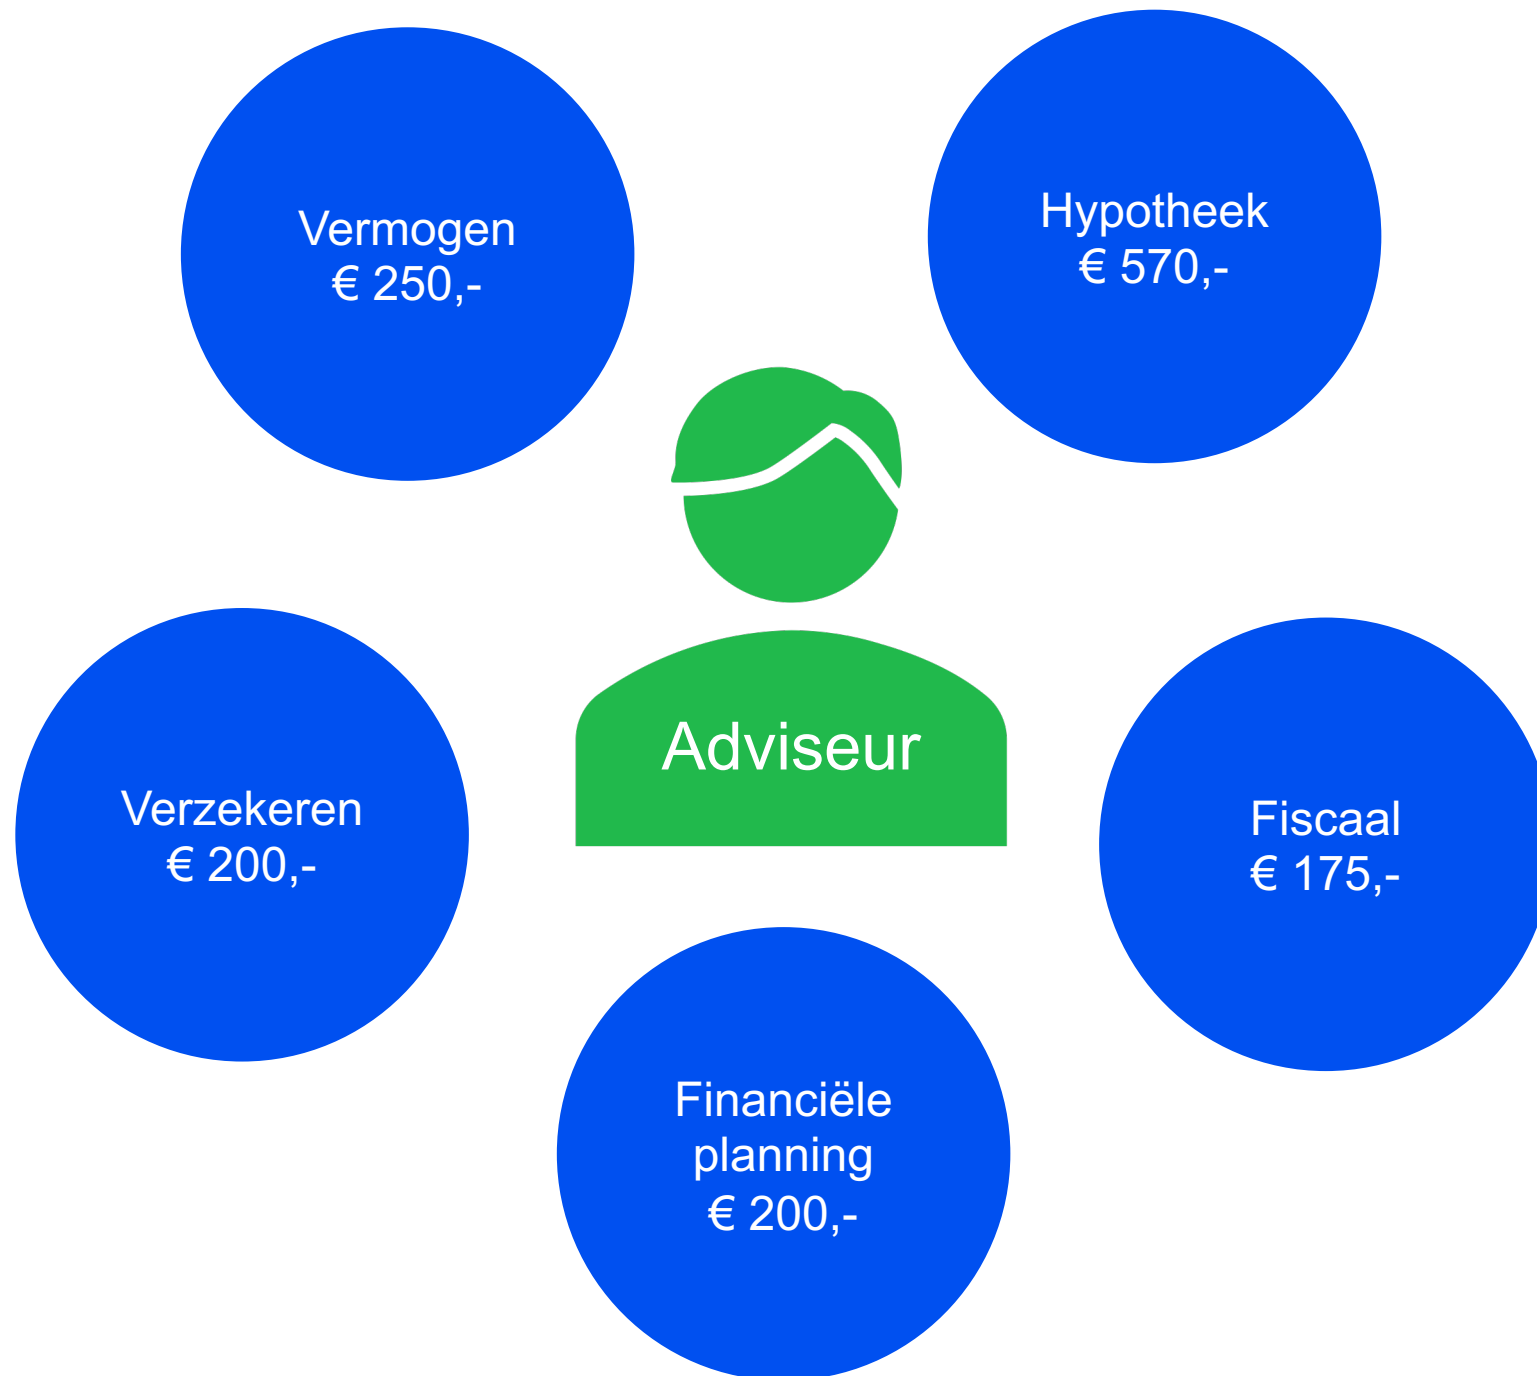 Vermogen
€ 250,-
Hypotheek
€ 570,-
Adviseur
Verzekeren
€ 200,-
Fiscaal
€ 175,-
Financiële
planning
€ 200,-